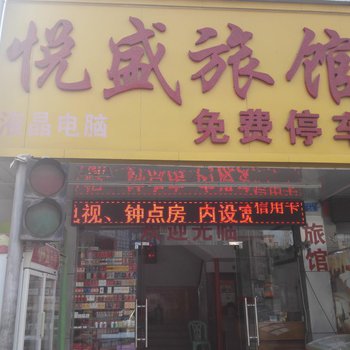 悦盛旅馆
液晶电脑 免费停车
电视、钟点房 内设 信用卡
欢迎光临
旅馆